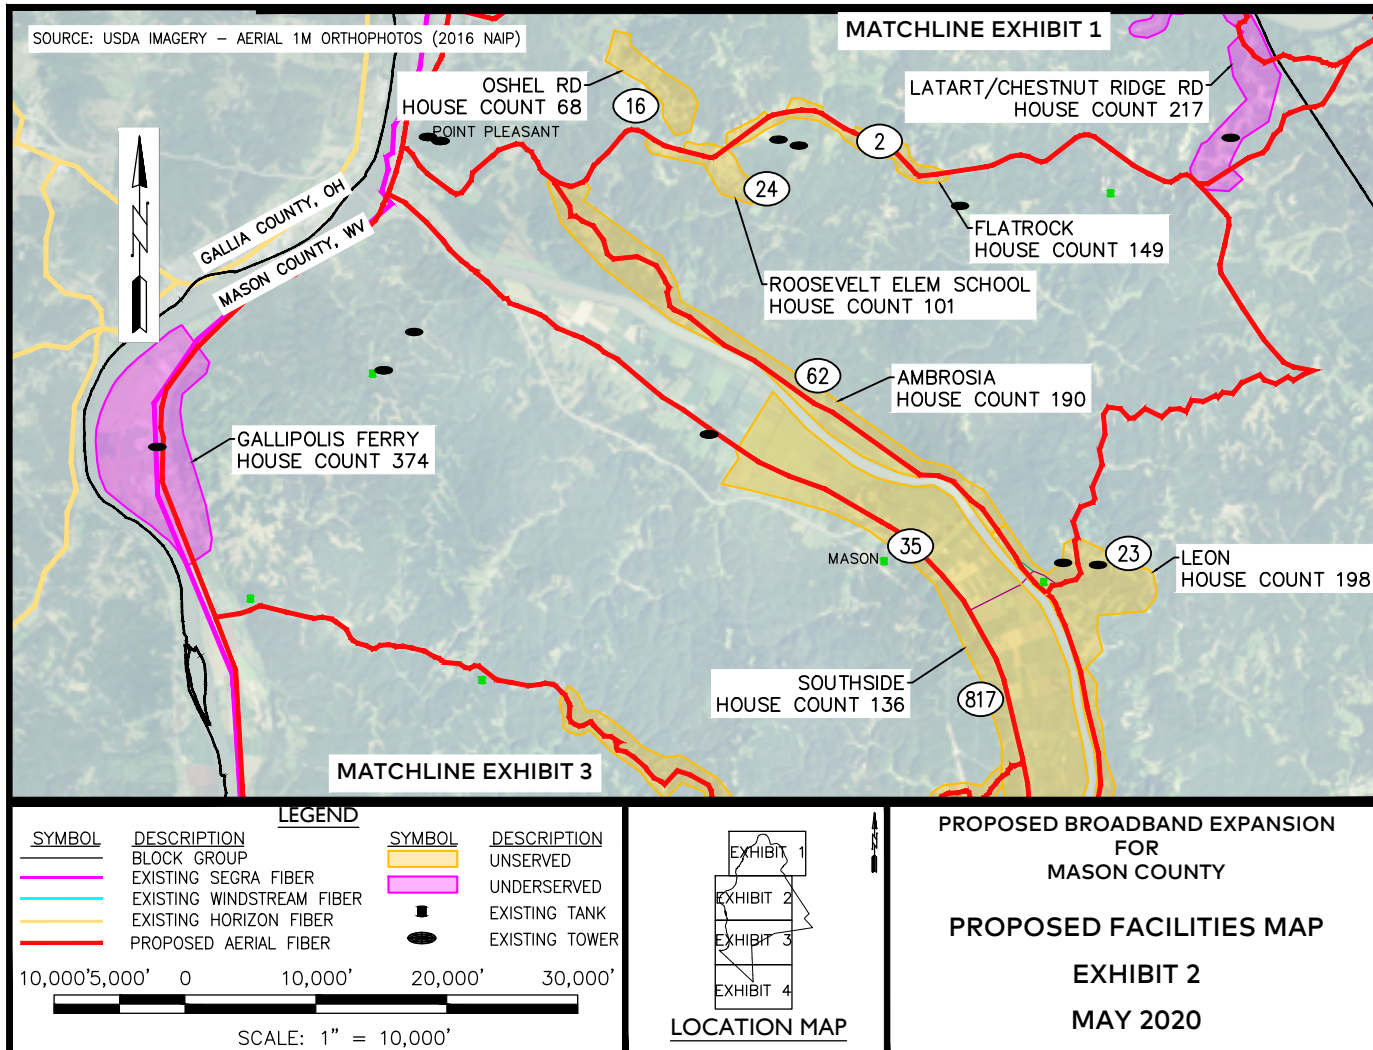 SOURCE: USDA IMAGERY – AERIAL 1M ORTHOPHOTOS (2016 NAIP)
MATCHLINE EXHIBIT 1
OSHEL RD
HOUSE COUNT 68
16
POINT PLEASANT
LATART/CHESTNUT RIDGE RD
HOUSE COUNT 217
2
24
GALLIA COUNTY, OH
MASON COUNTY, WV
FLATROCK
HOUSE COUNT 149
ROOSEVELT ELEM SCHOOL
HOUSE COUNT 101
N
62
AMBROSIA
HOUSE COUNT 190
GALLIPOLIS FERRY
HOUSE COUNT 374
35
MASON
23
LEON
HOUSE COUNT 198
SOUTHSIDE
HOUSE COUNT 136
817
MATCHLINE EXHIBIT 3
LEGEND
SYMBOL DESCRIPTION SYMBOL DESCRIPTION
BLOCK GROUP UNSERVED
EXISTING SEGRA FIBER UNDERSERVED
EXISTING WINDSTREAM FIBER EXISTING TANK
EXISTING HORIZON FIBER
PROPOSED AERIAL FIBER EXISTING TOWER
10,000' 5,000' 0 10,000' 20,000' 30,000'
SCALE: 1" = 10,000'
EXHIBIT 1
EXHIBIT 2
EXHIBIT 3
EXHIBIT 4
LOCATION MAP
PROPOSED BROADBAND EXPANSION
FOR
MASON COUNTY
PROPOSED FACILITIES MAP
EXHIBIT 2
MAY 2020